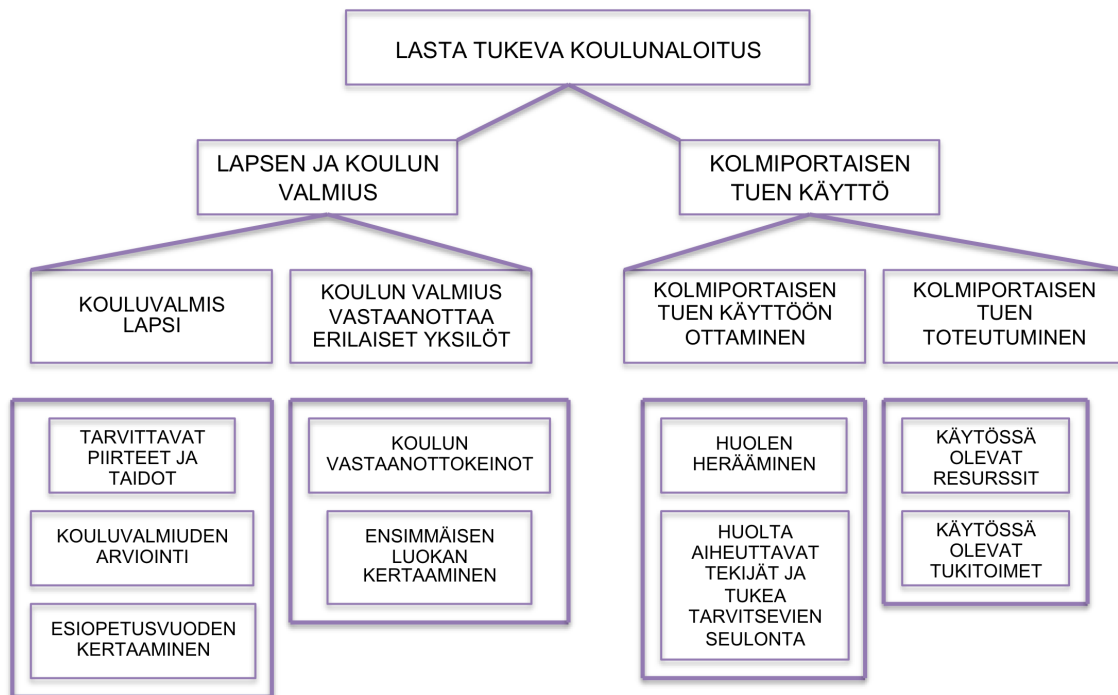 LASTA TUKEVA KOULUNALOITUS
LAPSEN JA KOULUN
VALMIUS
KOLMIPORTAISEN
TUEN KÄYTTÖ
KOULUVALMIS
LAPSI
KOULUN VALMIUS
VASTAANOTTAA
ERILAISET YKSILÖT
KOLMIPORTAISEN
TUEN KÄYTTÖÖN
OTTAMINEN
KOLMIPORTAISEN
TUEN
TOTEUTUMINEN
TARVITTAVAT
PIIRTEET JA
TAIDOT
KOULUVALMIUDEN
ARVIOINTI
ESIOPETUSVUODEN
KERTAAMINEN
KOULUN
VASTAANOTTOKEINOT
ENSIMMÄISEN
LUOKAN
KERTAAMINEN
HUOLEN
HERÄÄMINEN
HUOLTA
AIHEUTTAVAT
TEKIJÄT JA
TUKEA
TARVITSEVIEN
SEULONTA
KÄYTÖSSÄ
OLEVAT
RESURSSIT
KÄYTÖSSÄ
OLEVAT
TUKITOIMET